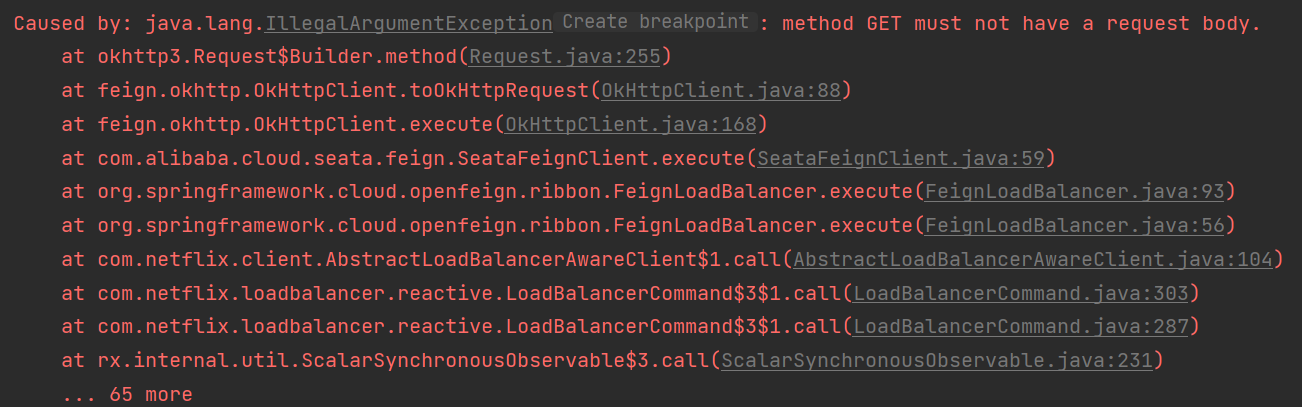 Caused by: java.lang.IllegalArgumentException Create breakpoint : method GET must not have a request body.
at okhttp3.Request$Builder.method(Request.java:255)
at feign.okhttp.OkHttpClient.toOkHttpRequest(OkHttpClient.java:88)
at feign.okhttp.OkHttpClient.execute(OkHttpClient.java:168)
at com.alibaba.cloud.seata.feign.SeataFeignClient.execute(SeataFeignClient.java:59)
at org.springframework.cloud.openfeign.ribbon.FeignLoadBalancer.execute(FeignLoadBalancer.java:93)
at org.springframework.cloud.openfeign.ribbon.FeignLoadBalancer.execute(FeignLoadBalancer.java:56)
at com.netflix.client.AbstractLoadBalancerAwareClient$1.call(AbstractLoadBalancerAwareClient.java:104)
at com.netflix.loadbalancer.reactive.LoadBalancerCommand$3$1.call(LoadBalancerCommand.java:303)
at com.netflix.loadbalancer.reactive.LoadBalancerCommand$3$1.call(LoadBalancerCommand.java:287)
at rx.internal.util.ScalarSynchronousObservable$3.call(ScalarSynchronousObservable.java:231)
... 65 more